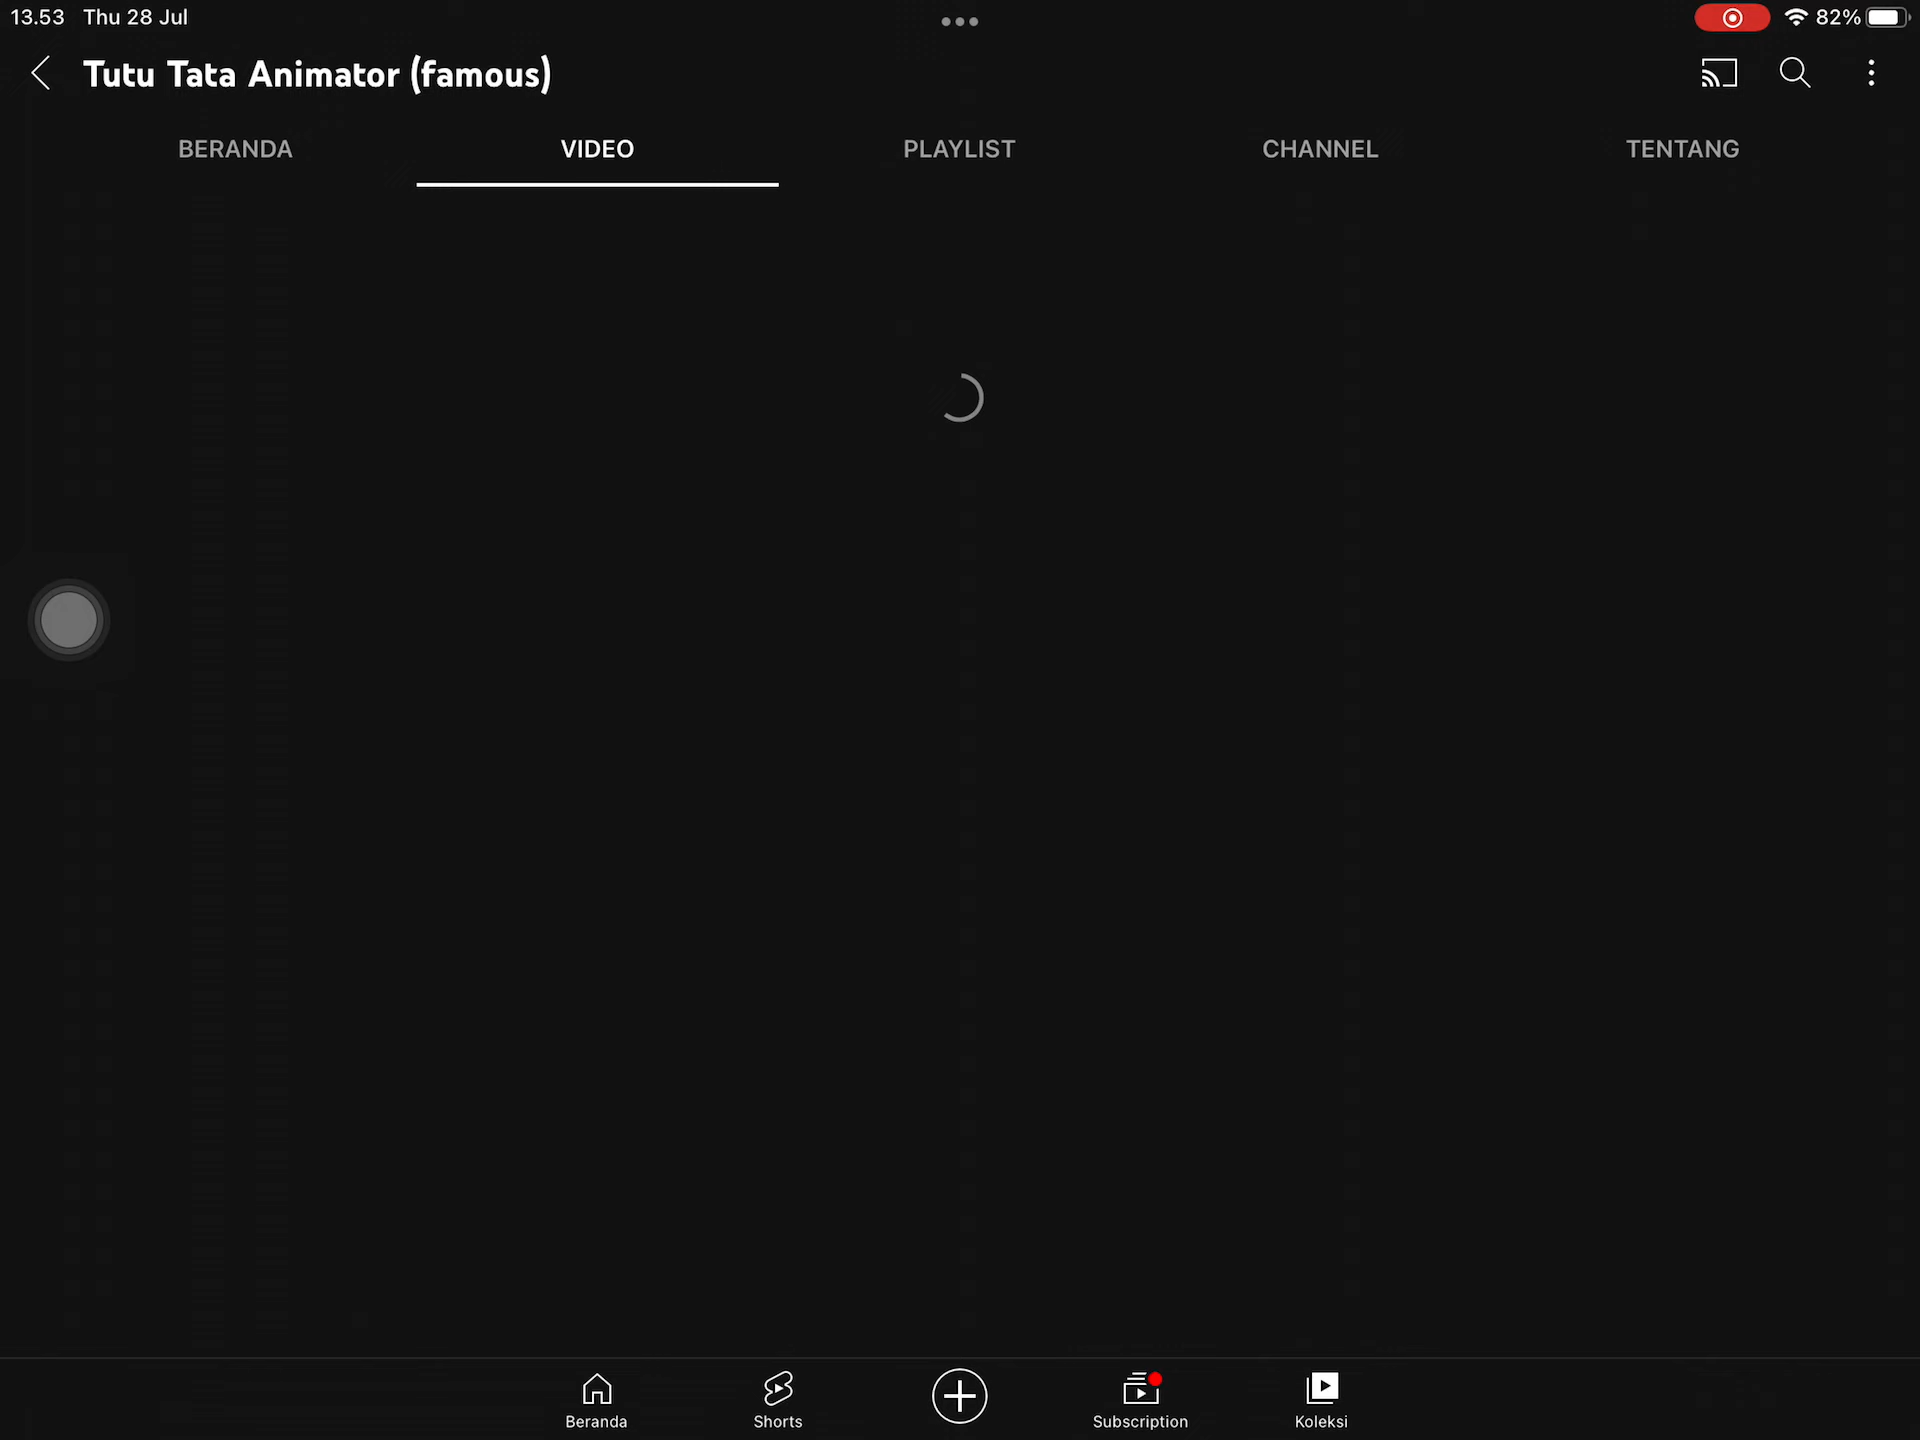 13.53 Thu 28 Jul
82%
Tutu Tata Animator (famous)
BERANDA
VIDEO
PLAYLIST
CHANNEL
TENTANG
Beranda
Shorts
Subscription
Koleksi